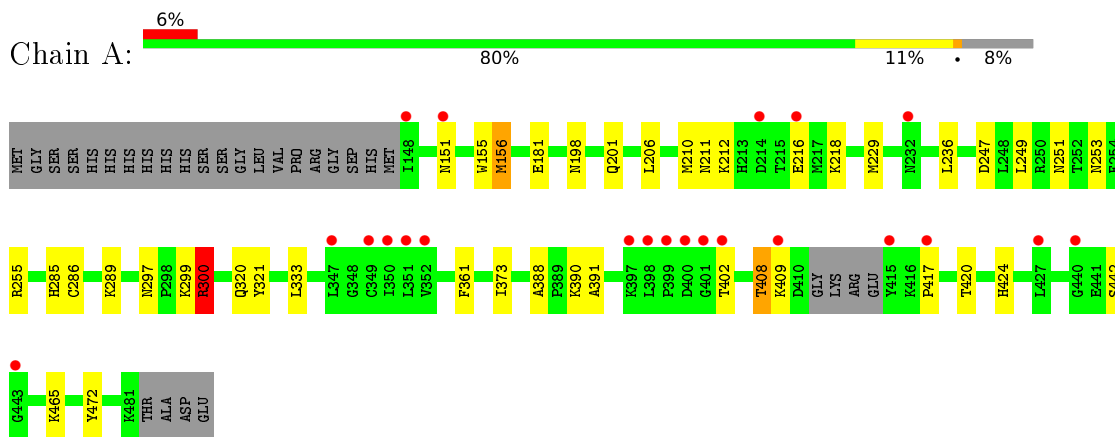 6%
Chain A:
80% 11% • 8%
MET GLY SER SER HIS HIS HIS HIS HIS HIS SER SER GLY LEU VAL PRO ARG GLY SEP HIS MET I148 N151 W155 M156 E181 N198 Q201 L206 M210 N211 K212 H213 D214 T215 E216 M217 K218 M229 N232 L236 D247 L248 L249 R250 N251 T252 N253 E254
R255 H285 C286 K289 N297 P298 K299 R300 Q320 Y321 L333 L347 G348 C349 I350 L351 V352 F361 I373 A388 P389 K390 A391 K397 L398 P399 D400 G401 T402 T408 K409 D410 GLY LYS ARG GLU Y415 K416 P417 T420 H424 L427 G440 E441 S442
G443 K465 Y472 K481 THR ALA ASP GLU